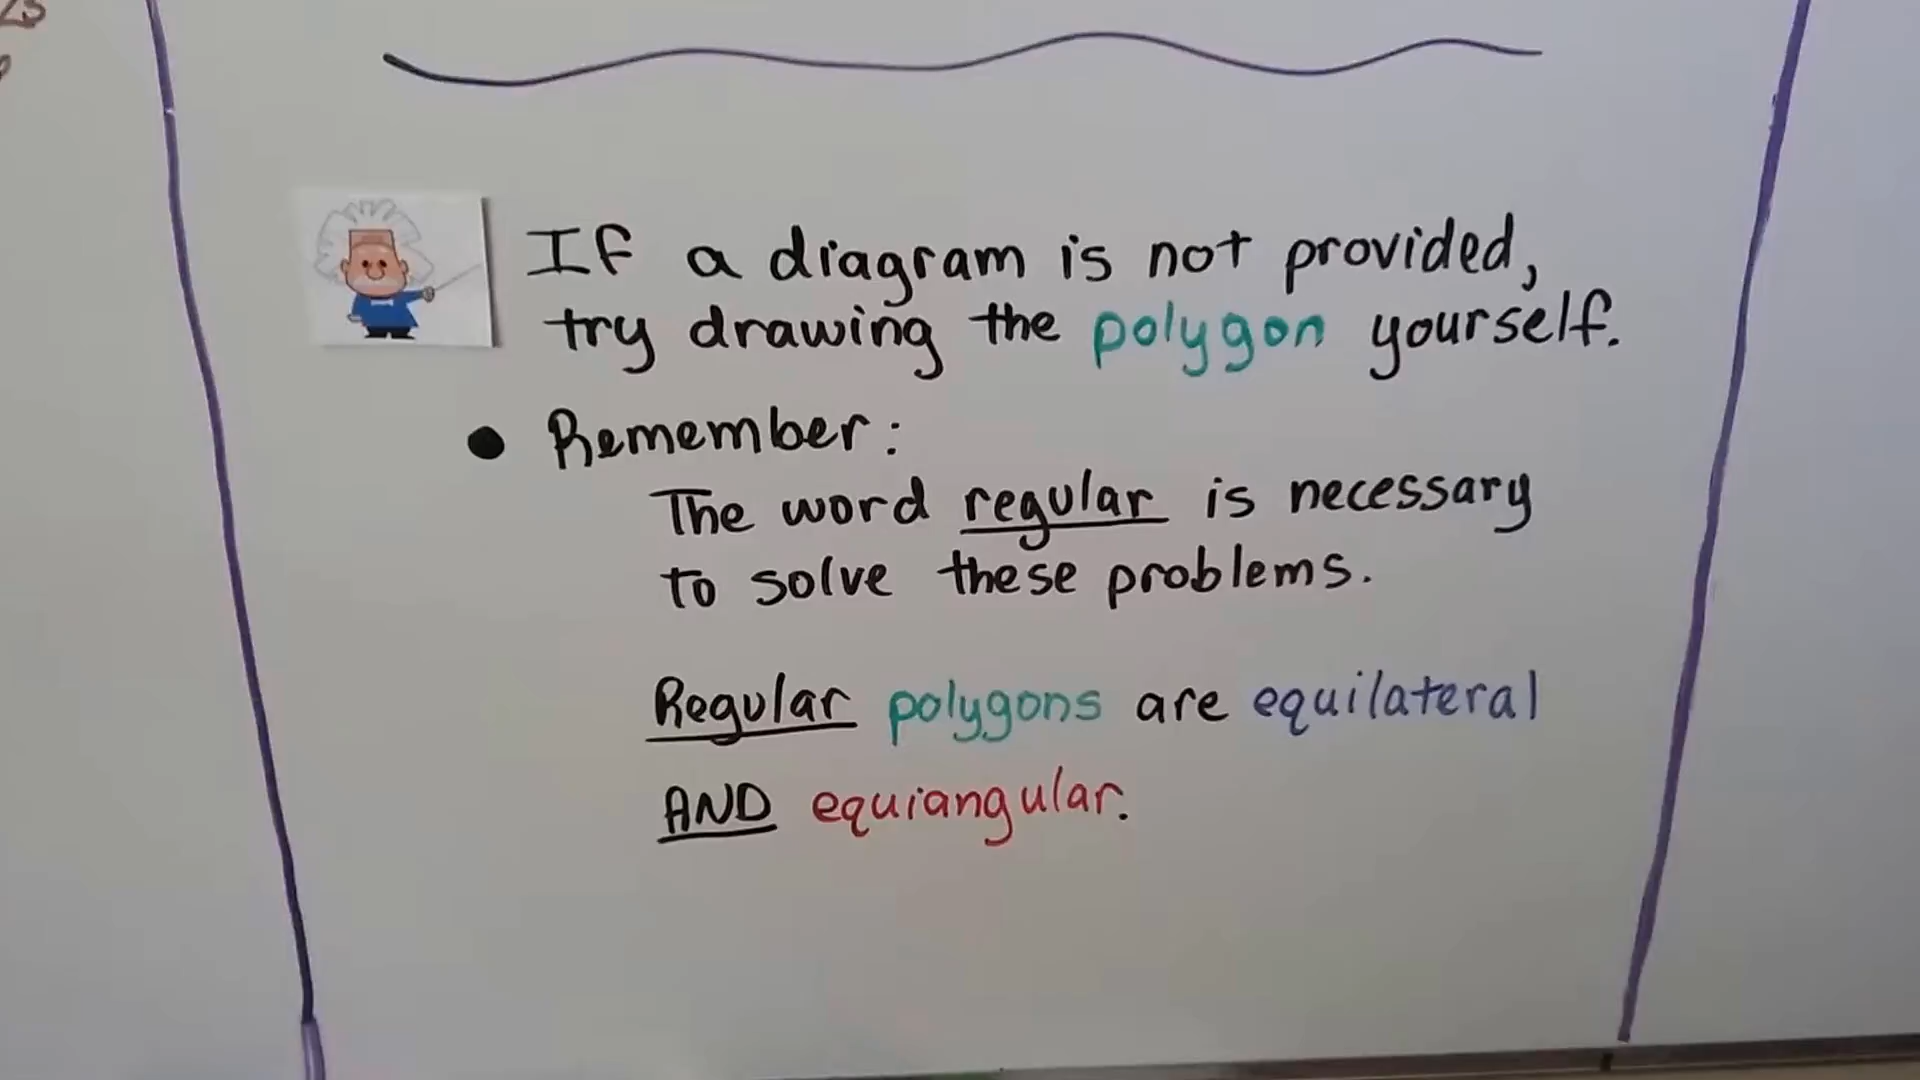 If a diagram is not provided,
try drawing the polygon yourself.
• Remember:
The word regular is necessary
to solve these problems.
Regular polygons are equilateral
AND equiangular.